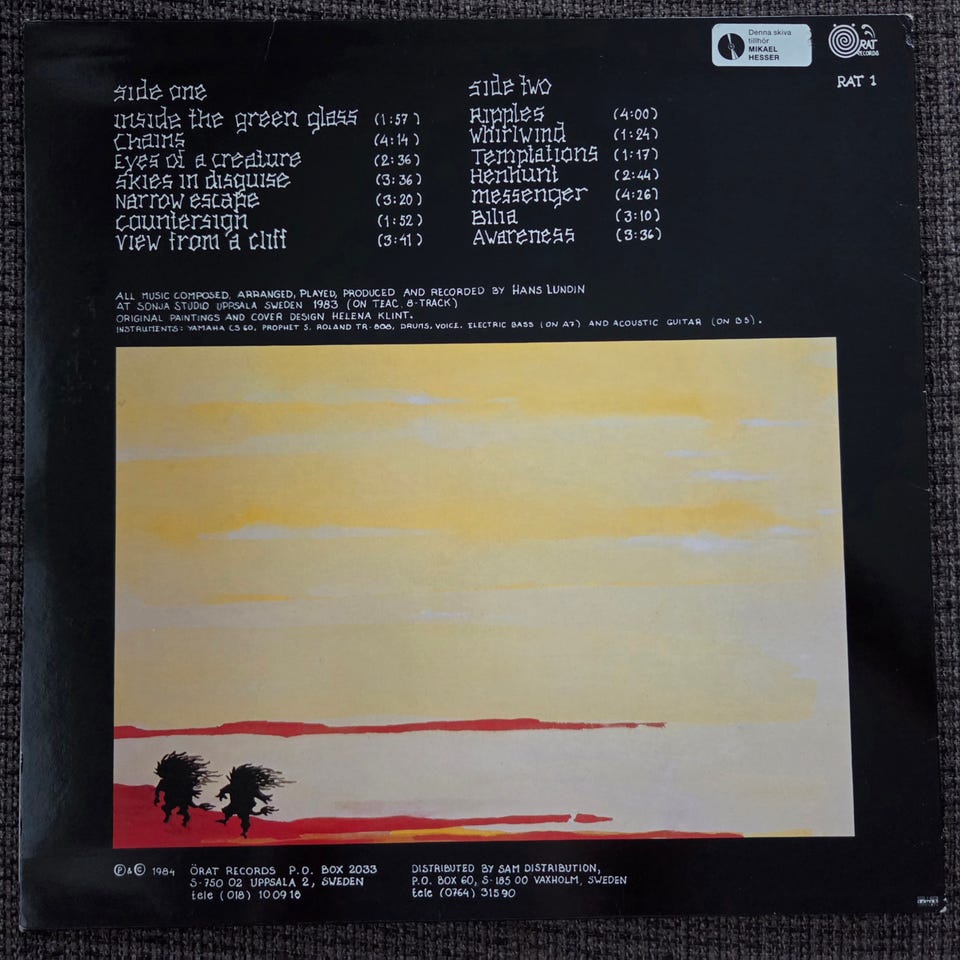 Denna skiva
tillhör
MIKAEL
HESSER
ÖRAT
RECORDS
RAT 1
side one
inside the green glass (1:57)
Chains (4:14)
Eyes of a creature (2:36)
skies in disguise (3:36)
Narrow escape (3:20)
countersign (1:52)
view from a cliff (3:41)
side two
Ripples (4:00)
Whirlwind (1:24)
Temptations (1:17)
Henhunt (2:44)
messenger (4:26)
Bilia (3:10)
Awareness (3:36)
ALL MUSIC COMPOSED, ARRANGED, PLAYED, PRODUCED AND RECORDED BY HANS LUNDIN
AT SONJA STUDIO UPPSALA SWEDEN 1983 (ON TEAC 8-TRACK)
ORIGINAL PAINTINGS AND COVER DESIGN HELENA KLINT.
INSTRUMENTS: YAMAHA CS 60, PROPHET 5, ROLAND TR-808, DRUMS, VOICE, ELECTRIC BASS (ON A7) AND ACOUSTIC GUITAR (ON B5).
℗&© 1984 ÖRAT RECORDS P.O. BOX 2033
S-750 02 UPPSALA 2, SWEDEN
tele (018) 10 09 18
DISTRIBUTED BY SAM DISTRIBUTION,
P.O. BOX 60, S-185 00 VAXHOLM, SWEDEN
tele (0764) 315 90